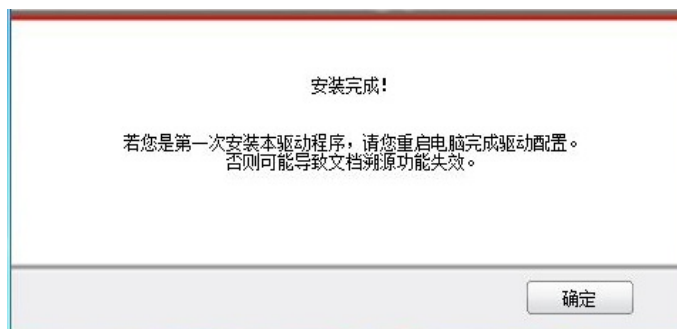 安装完成!
若您是第一次安装本驱动程序，请您重启电脑完成驱动配置。
否则可能导致文档溯源功能失效。
确定